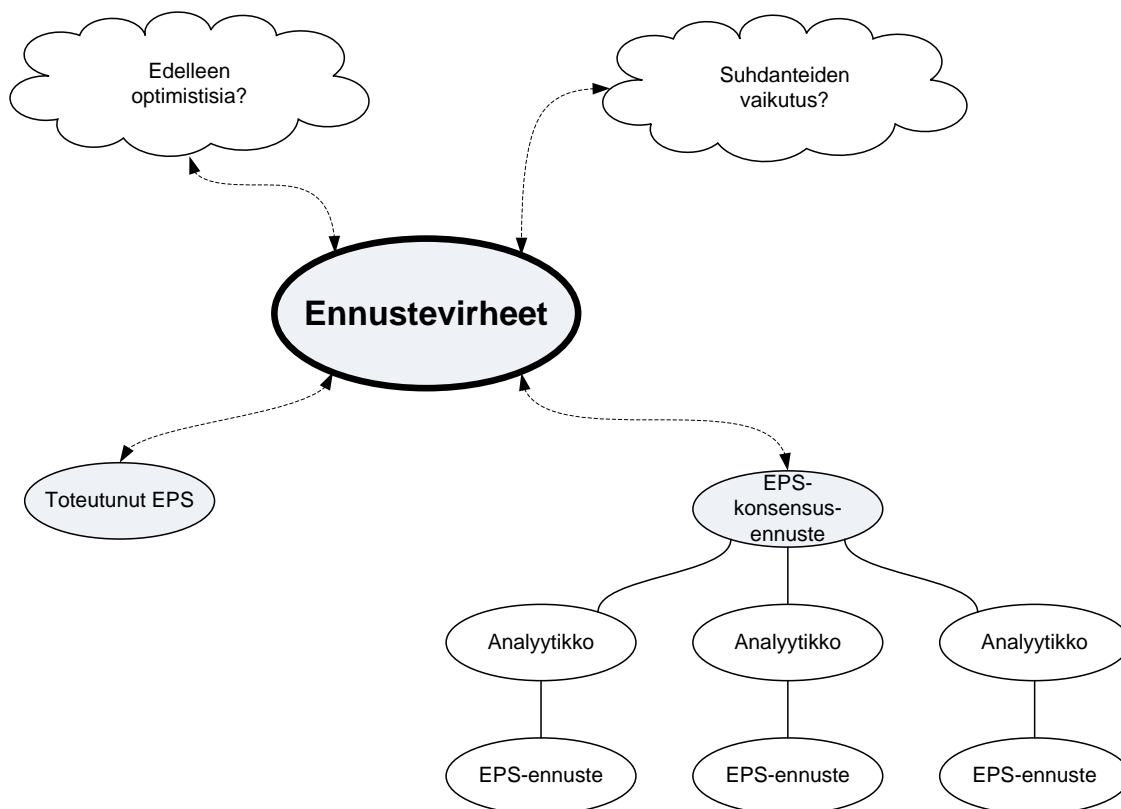 Edelleen
optimistisia?
Suhdanteiden
vaikutus?
Ennustevirheet
Toteutunut EPS
EPS-
konsensus-
ennuste
Analyytikko
Analyytikko
Analyytikko
EPS-ennuste
EPS-ennuste
EPS-ennuste